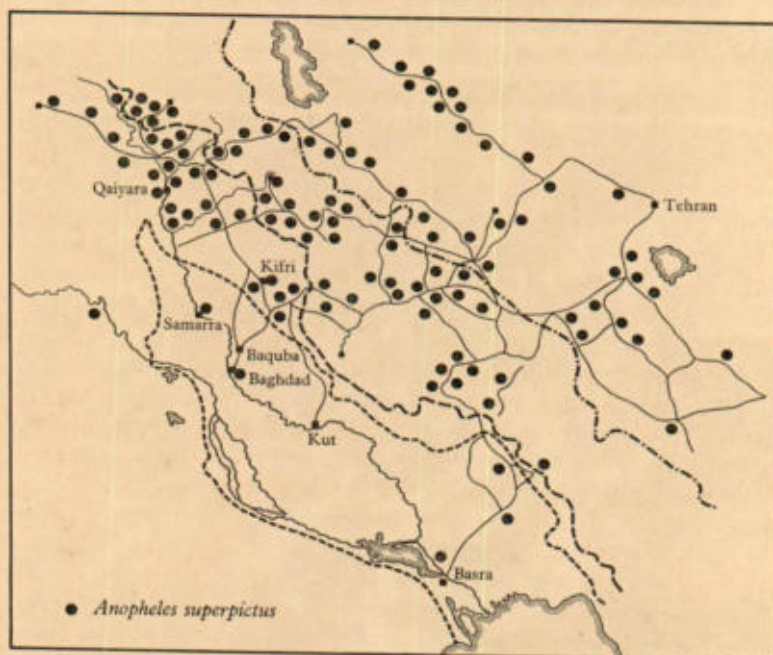 Qaiyara
Tehran
Kifri
Samarra
Baquba
Baghdad
Kut
Basra
Anopheles superpictus